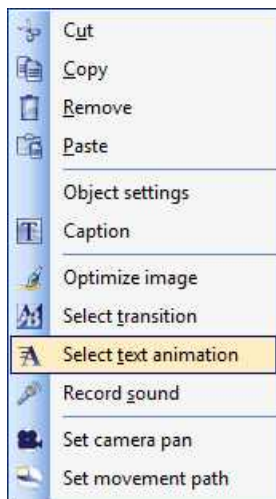 Cut
Copy
Remove
Paste
Object settings
Caption
Optimize image
Select transition
Select text animation
Record sound
Set camera pan
Set movement path